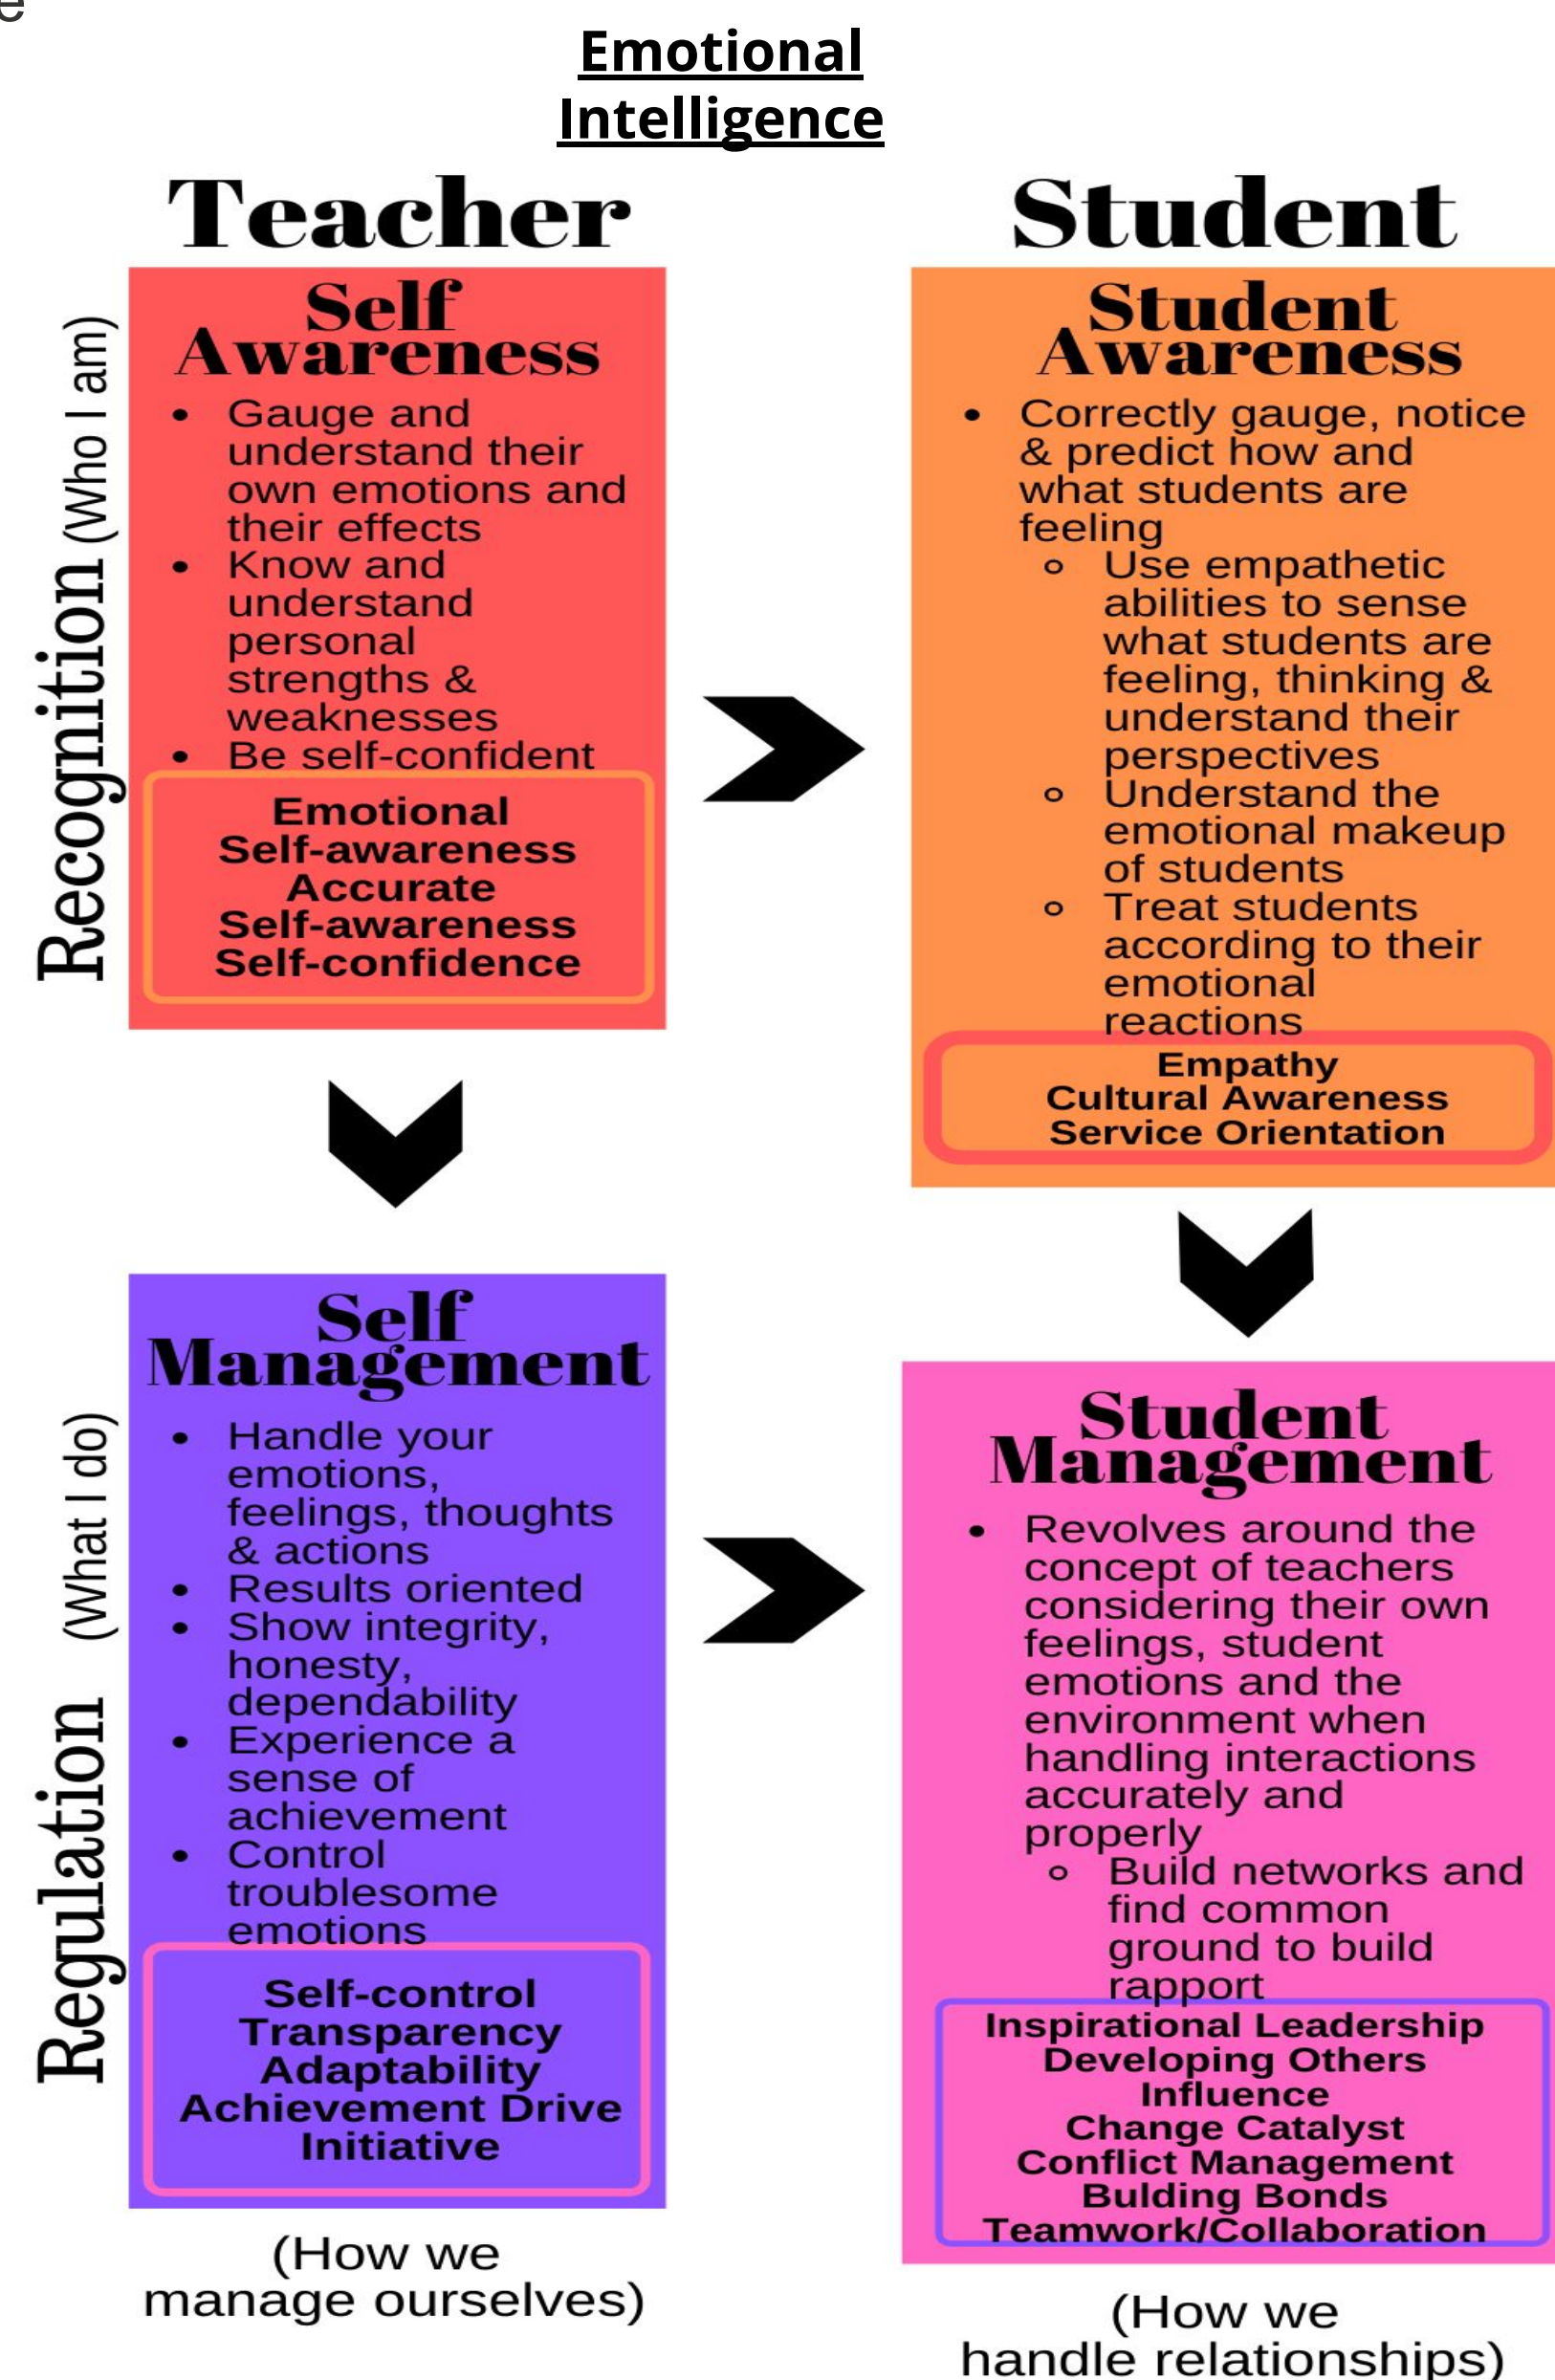 e
Emotional
Intelligence
Teacher
Student
Recognition (Who I am)
Self
Awareness
• Gauge and
understand their
own emotions and
their effects
• Know and
understand
personal
strengths &
weaknesses
• Be self-confident
Emotional
Self-awareness
Accurate
Self-awareness
Self-confidence
Student
Awareness
• Correctly gauge, notice
& predict how and
what students are
feeling
o Use empathetic
abilities to sense
what students are
feeling, thinking &
understand their
perspectives
o Understand the
emotional makeup
of students
o Treat students
according to their
emotional
reactions
Empathy
Cultural Awareness
Service Orientation
Regulation (What I do)
Self
Management
• Handle your
emotions,
feelings, thoughts
& actions
• Results oriented
• Show integrity,
honesty,
dependability
• Experience a
sense of
achievement
• Control
troublesome
emotions
Self-control
Transparency
Adaptability
Achievement Drive
Initiative
(How we
manage ourselves)
Student
Management
• Revolves around the
concept of teachers
considering their own
feelings, student
emotions and the
environment when
handling interactions
accurately and
properly
o Build networks and
find common
ground to build
rapport
Inspirational Leadership
Developing Others
Influence
Change Catalyst
Conflict Management
Bulding Bonds
Teamwork/Collaboration
(How we
handle relationships)